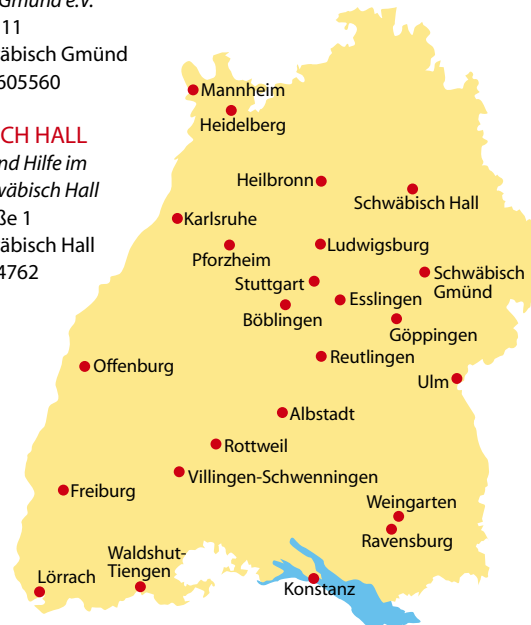 Gmünd e.V.
11
äbisch Gmünd
605560
CH HALL
nd Hilfe im
wäbisch Hall
ße 1
äbisch Hall
4762
Mannheim
Heidelberg
Heilbronn
Schwäbisch Hall
Karlsruhe
Pforzheim
Ludwigsburg
Stuttgart
Schwäbisch
Gmünd
Esslingen
Böblingen
Göppingen
Reutlingen
Offenburg
Ulm
Albstadt
Rottweil
Villingen-Schwenningen
Freiburg
Weingarten
Ravensburg
Waldshut-
Tiengen
Lörrach
Konstanz